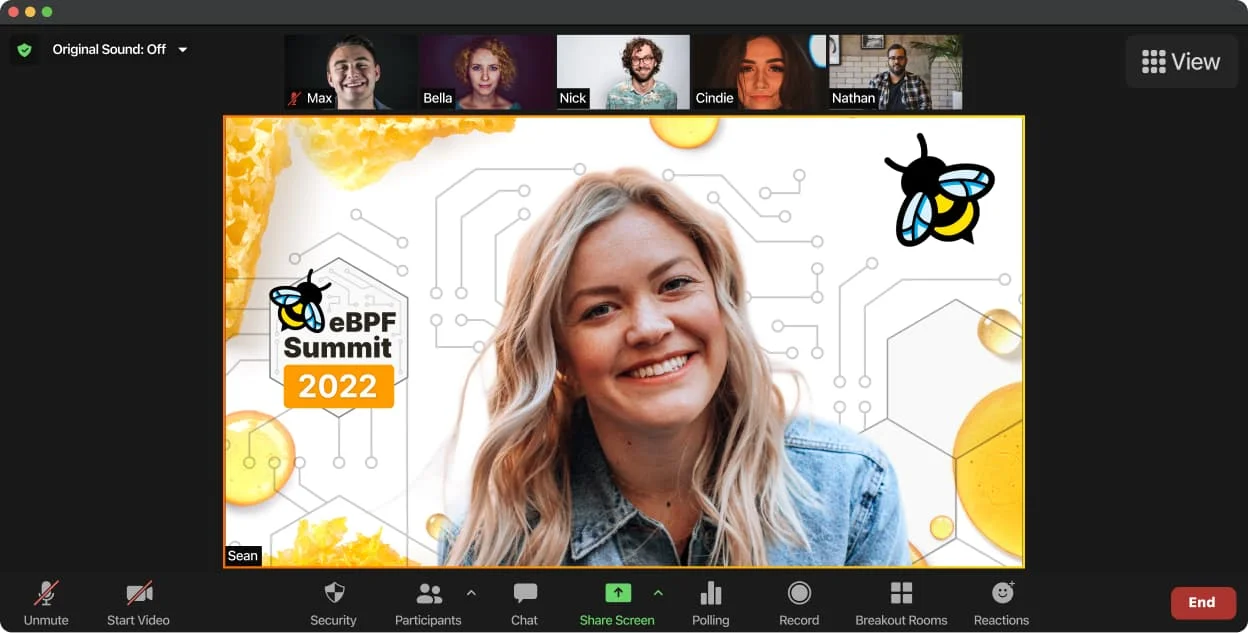 Original Sound: Off
View
Max
Bella
Nick
Cindie
Nathan
eBPF
Summit
2022
Sean
Unmute
Start Video
Security
Participants
Chat
Share Screen
Polling
Record
Breakout Rooms
Reactions
End